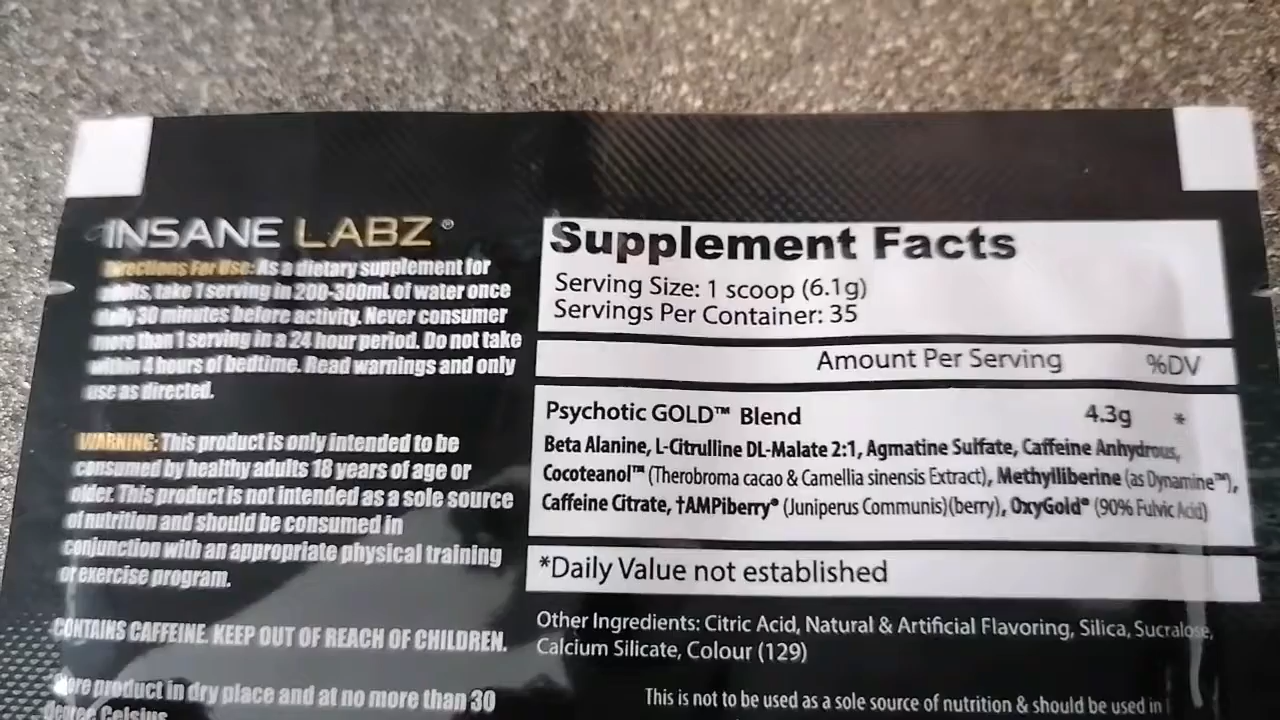 INSANE LABZ®
Directions For Use: As a dietary supplement for
adults, take 1 serving in 200-300mL of water once
daily 30 minutes before activity. Never consumer
more than 1 serving in a 24 hour period. Do not take
within 4 hours of bedtime. Read warnings and only
use as directed.
WARNING: This product is only intended to be
consumed by healthy adults 18 years of age or
older. This product is not intended as a sole source
of nutrition and should be consumed in
conjunction with an appropriate physical training
or exercise program.
CONTAINS CAFFEINE. KEEP OUT OF REACH OF CHILDREN.
Store product in dry place and at no more than 30
degree Celsius
Supplement Facts
Serving Size: 1 scoop (6.1g)
Servings Per Container: 35
Amount Per Serving %DV
Psychotic GOLD™ Blend 4.3g *
Beta Alanine, L-Citrulline DL-Malate 2:1, Agmatine Sulfate, Caffeine Anhydrous,
Cocoteanol™ (Therobroma cacao & Camellia sinensis Extract), Methylliberine (as Dynamine™),
Caffeine Citrate, †AMPiberry® (Juniperus Communis)(berry), OxyGold® (90% Fulvic Acid)
*Daily Value not established
Other Ingredients: Citric Acid, Natural & Artificial Flavoring, Silica, Sucralose,
Calcium Silicate, Colour (129)
This is not to be used as a sole source of nutrition & should be used in